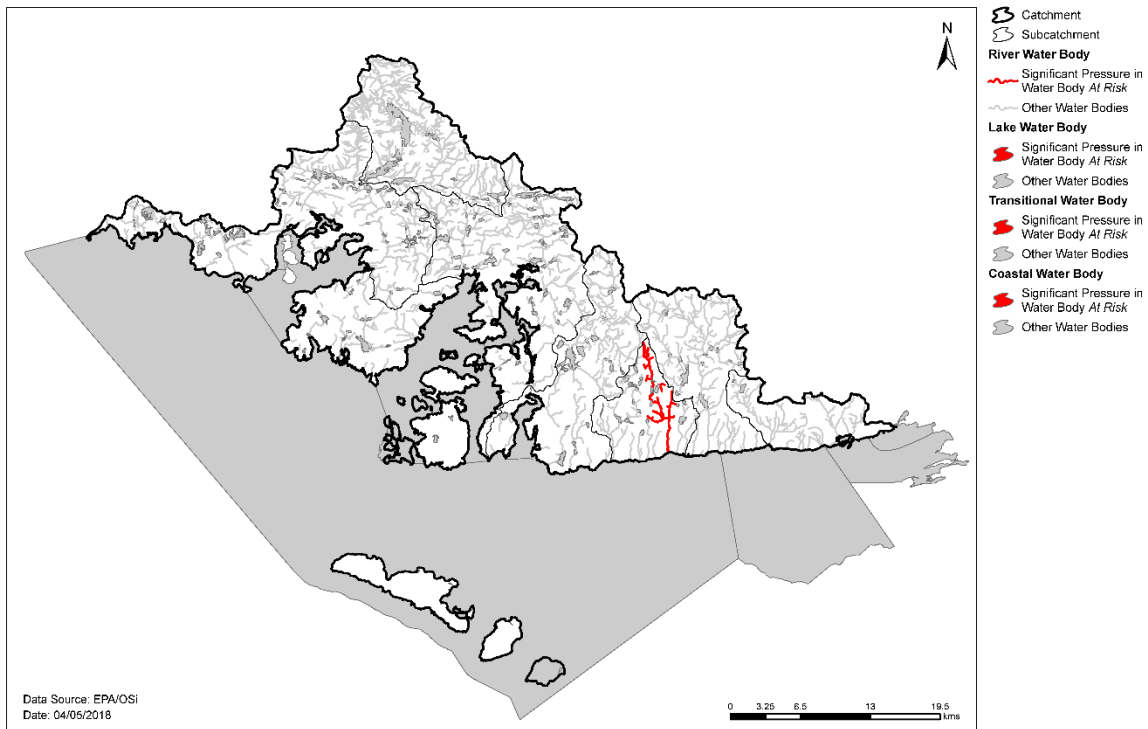 N
Data Source: EPA/OSi
Date: 04/05/2018
0 3.25 6.5 13 19.5
kms
Catchment
Subcatchment
River Water Body
Significant Pressure in
Water Body At Risk
Other Water Bodies
Lake Water Body
Significant Pressure in
Water Body At Risk
Other Water Bodies
Transitional Water Body
Significant Pressure in
Water Body At Risk
Other Water Bodies
Coastal Water Body
Significant Pressure in
Water Body At Risk
Other Water Bodies